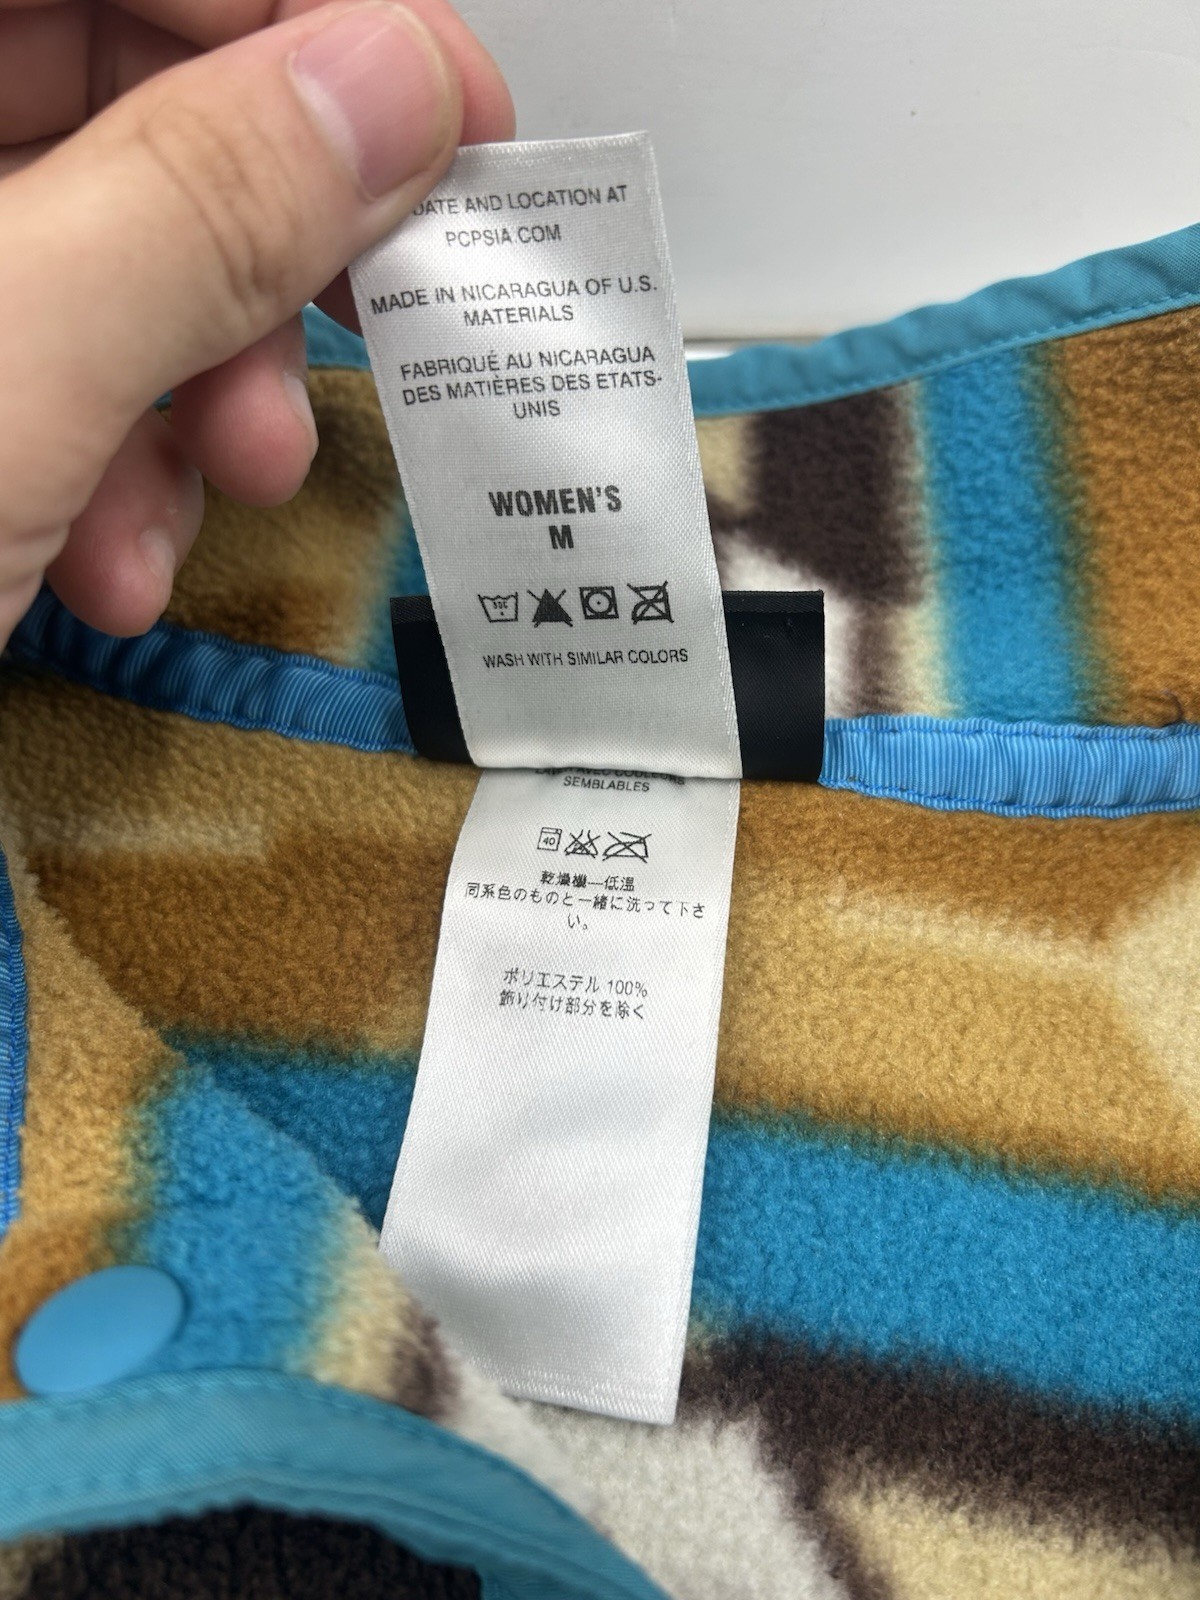 DATE AND LOCATION AT
PCPSIA.COM
MADE IN NICARAGUA OF U.S.
MATERIALS
FABRIQUÉ AU NICARAGUA
DES MATIÈRES DES ETATS-
UNIS
WOMEN'S
M
WASH WITH SIMILAR COLORS
AVEC COULEURS
SEMBLABLES
40
乾燥機—低温
同系色のものと一緒に洗って下さ
い。
ポリエステル 100%
飾り付け部分を除く